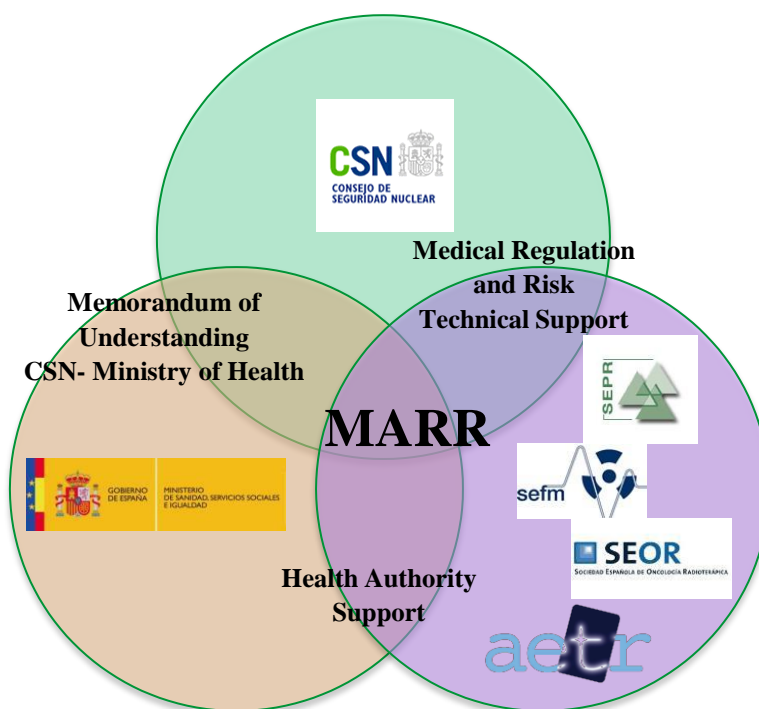 CSN
CONSEJO DE
SEGURIDAD NUCLEAR
Medical Regulation
and Risk
Technical Support
Memorandum of
Understanding
CSN- Ministry of Health
SEPR
MARR
sefm
GOBIERNO
DE ESPAÑA
MINISTERIO
DE SANIDAD, SERVICIOS SOCIALES
E IGUALDAD
SEOR
SOCIEDAD ESPAÑOLA DE ONCOLOGÍA RADIOTERÁPICA
Health Authority
Support
aetr